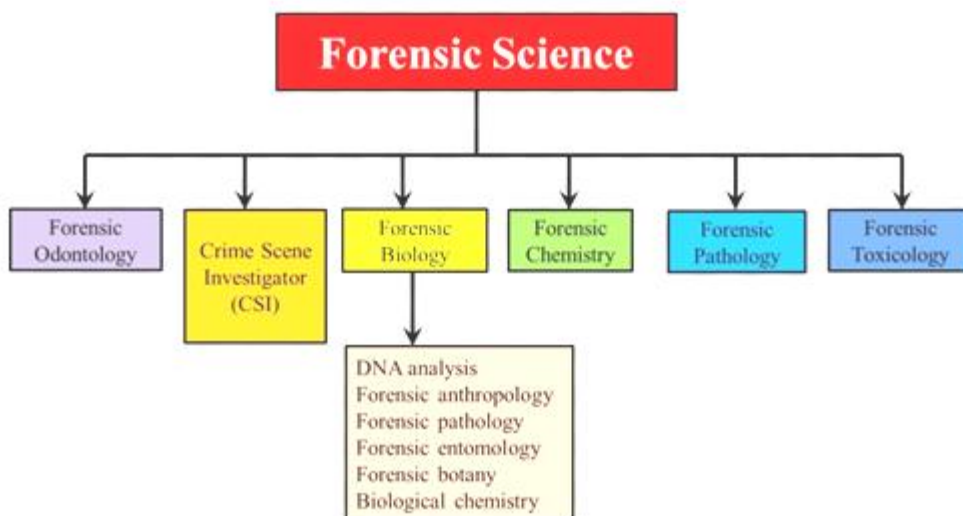 Forensic Science
Forensic
Odontology
Crime Scene
Investigator
(CSI)
Forensic
Biology
Forensic
Chemistry
Forensic
Pathology
Forensic
Toxicology
DNA analysis
Forensic anthropology
Forensic pathology
Forensic entomology
Forensic botany
Biological chemistry